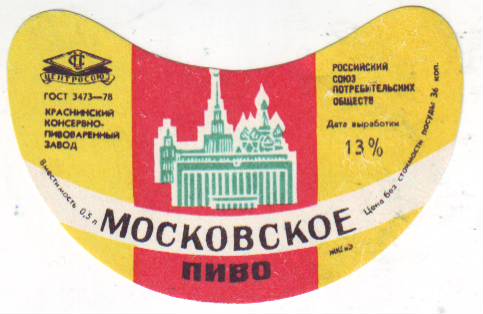 ЦЕНТРОСОЮЗ
ГОСТ 3473—78
КРАСНИНСКИЙ
КОНСЕРВНО-
ПИВОВАРЕННЫЙ
ЗАВОД
Вместимость 0,5 л
РОССИЙСКИЙ
СОЮЗ
ПОТРЕБИТЕЛЬСКИХ
ОБЩЕСТВ
Дата выработки
13%
Цена без стоимость посуды 36 коп.
МОСКОВСКОЕ
ПИВО